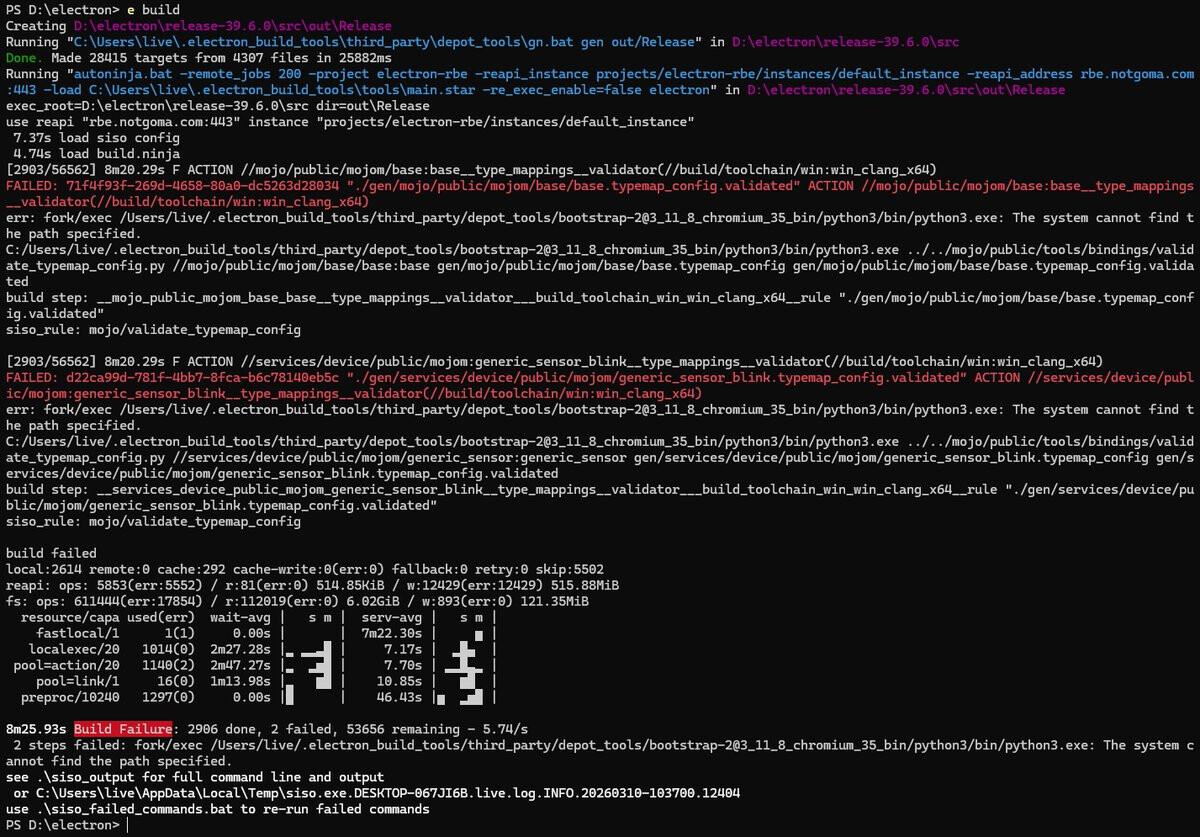 PS D:\electron> e build
Creating D:\electron\release-39.6.0\src\out\Release
Running "C:\Users\live\.electron_build_tools\third_party\depot_tools\gn.bat gen out/Release" in D:\electron\release-39.6.0\src
Done. Made 28415 targets from 4307 files in 25882ms
Running "autoninja.bat -remote_jobs 200 -project electron-rbe -reapi_instance projects/electron-rbe/instances/default_instance -reapi_address rbe.notgoma.com
:443 -load C:\Users\live\.electron_build_tools\tools\main.star -re_exec_enable=false electron" in D:\electron\release-39.6.0\src\out\Release
exec_root=D:\electron\release-39.6.0\src dir=out\Release
use reapi "rbe.notgoma.com:443" instance "projects/electron-rbe/instances/default_instance"
 7.37s load siso config
 4.74s load build.ninja
[2903/56562] 8m20.29s F ACTION //mojo/public/mojom/base:base__type_mappings__validator(//build/toolchain/win:win_clang_x64)
FAILED: 71f4f93f-269d-4658-80a0-dc5263d28034 "./gen/mojo/public/mojom/base/base.typemap_config.validated" ACTION //mojo/public/mojom/base:base__type_mappings
__validator(//build/toolchain/win:win_clang_x64)
err: fork/exec /Users/live/.electron_build_tools/third_party/depot_tools/bootstrap-2@3_11_8_chromium_35_bin/python3/bin/python3.exe: The system cannot find t
he path specified.
C:/Users/live/.electron_build_tools/third_party/depot_tools/bootstrap-2@3_11_8_chromium_35_bin/python3/bin/python3.exe ../../mojo/public/tools/bindings/valid
ate_typemap_config.py //mojo/public/mojom/base/base:base gen/mojo/public/mojom/base/base.typemap_config gen/mojo/public/mojom/base/base.typemap_config.valida
ted
build step: __mojo_public_mojom_base_base__type_mappings__validator___build_toolchain_win_win_clang_x64__rule "./gen/mojo/public/mojom/base/base.typemap_conf
ig.validated"
siso_rule: mojo/validate_typemap_config
[2903/56562] 8m20.29s F ACTION //services/device/public/mojom:generic_sensor_blink__type_mappings__validator(//build/toolchain/win:win_clang_x64)
FAILED: d22ca99d-781f-4bb7-8fca-b6c78140eb5c "./gen/services/device/public/mojom/generic_sensor_blink.typemap_config.validated" ACTION //services/device/publ
ic/mojom:generic_sensor_blink__type_mappings__validator(//build/toolchain/win:win_clang_x64)
err: fork/exec /Users/live/.electron_build_tools/third_party/depot_tools/bootstrap-2@3_11_8_chromium_35_bin/python3/bin/python3.exe: The system cannot find t
he path specified.
C:/Users/live/.electron_build_tools/third_party/depot_tools/bootstrap-2@3_11_8_chromium_35_bin/python3/bin/python3.exe ../../mojo/public/tools/bindings/valid
ate_typemap_config.py //services/device/public/mojom/generic_sensor:generic_sensor gen/services/device/public/mojom/generic_sensor_blink.typemap_config gen/s
ervices/device/public/mojom/generic_sensor_blink.typemap_config.validated
build step: __services_device_public_mojom_generic_sensor_blink__type_mappings__validator___build_toolchain_win_win_clang_x64__rule "./gen/services/device/pu
blic/mojom/generic_sensor_blink.typemap_config.validated"
siso_rule: mojo/validate_typemap_config
build failed
local:2614 remote:0 cache:292 cache-write:0(err:0) fallback:0 retry:0 skip:5502
reapi: ops: 5853(err:5552) / r:81(err:0) 514.85KiB / w:12429(err:12429) 515.88MiB
fs: ops: 611444(err:17854) / r:112019(err:0) 6.02GiB / w:893(err:0) 121.35MiB
  resource/capa used(err)  wait-avg |   s m |  serv-avg |   s m |
    fastlocal/1      1(1)     0.00s |       |  7m22.30s |       |
   localexec/20   1014(0)  2m27.28s |       |     7.17s |       |
 pool=action/20   1140(2)  2m47.27s |       |     7.70s |       |
    pool=link/1     16(0)  1m13.98s |       |    10.85s |       |
  preproc/10240   1297(0)     0.00s |       |    46.43s |       |
8m25.93s Build Failure: 2906 done, 2 failed, 53656 remaining - 5.74/s
 2 steps failed: fork/exec /Users/live/.electron_build_tools/third_party/depot_tools/bootstrap-2@3_11_8_chromium_35_bin/python3/bin/python3.exe: The system c
annot find the path specified.
see .\siso_output for full command line and output
 or C:\Users\live\AppData\Local\Temp\siso.exe.DESKTOP-067JI6B.live.log.INFO.20260310-103700.12404
use .\siso_failed_commands.bat to re-run failed commands
PS D:\electron>